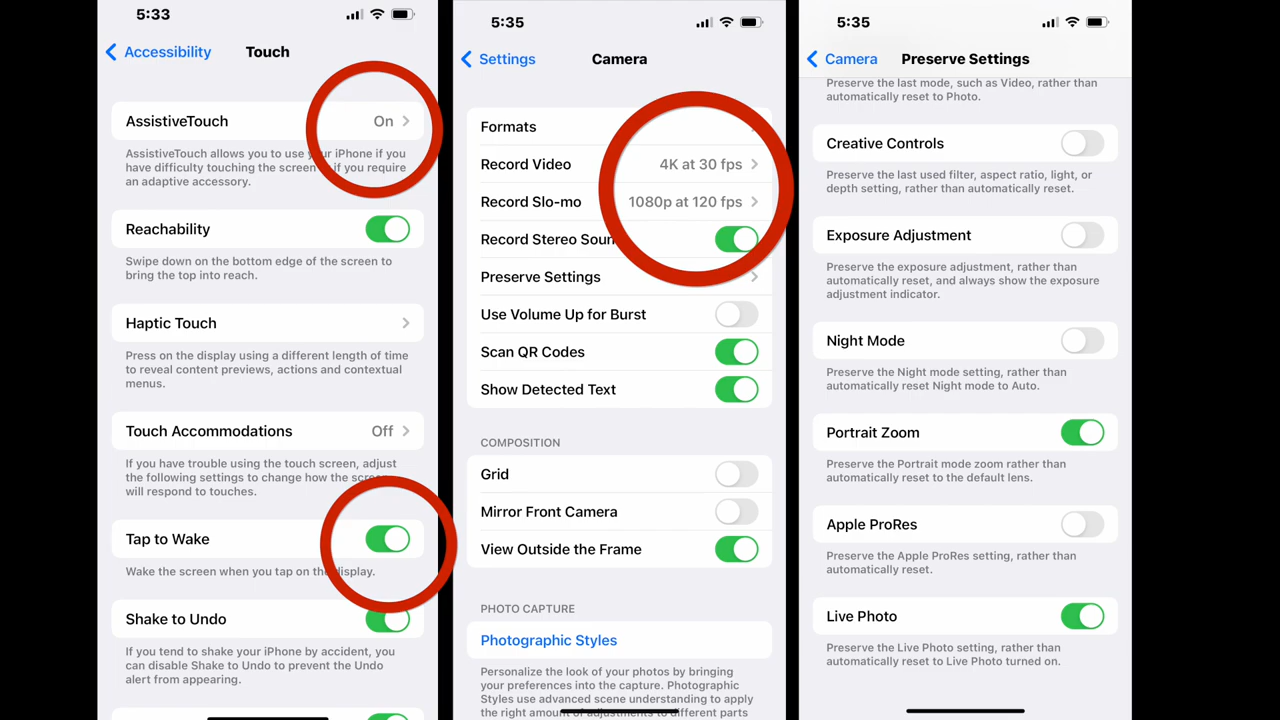 5:33
Accessibility
Touch
AssistiveTouch
On
AssistiveTouch allows you to use your iPhone if you
have difficulty touching the screen or if you require
an adaptive accessory.
Reachability
Swipe down on the bottom edge of the screen to
bring the top into reach.
Haptic Touch
Press on the display using a different length of time
to reveal content previews, actions and contextual
menus.
Touch Accommodations
Off
If you have trouble using the touch screen, adjust
the following settings to change how the screen
will respond to touches.
Tap to Wake
Wake the screen when you tap on the display.
Shake to Undo
If you tend to shake your iPhone by accident, you
can disable Shake to Undo to prevent the Undo
alert from appearing.
5:35
Settings
Camera
Formats
Record Video
4K at 30 fps
Record Slo-mo
1080p at 120 fps
Record Stereo Sound
Preserve Settings
Use Volume Up for Burst
Scan QR Codes
Show Detected Text
COMPOSITION
Grid
Mirror Front Camera
View Outside the Frame
PHOTO CAPTURE
Photographic Styles
Personalize the look of your photos by bringing
your preferences into the capture. Photographic
Styles use advanced scene understanding to apply
the right amount of adjustments to different parts
5:35
Camera
Preserve Settings
Preserve the last mode, such as Video, rather than
automatically reset to Photo.
Creative Controls
Preserve the last used filter, aspect ratio, light, or
depth setting, rather than automatically reset.
Exposure Adjustment
Preserve the exposure adjustment, rather than
automatically reset, and always show the exposure
adjustment indicator.
Night Mode
Preserve the Night mode setting, rather than
automatically reset Night mode to Auto.
Portrait Zoom
Preserve the Portrait mode zoom rather than
automatically reset to the default lens.
Apple ProRes
Preserve the Apple ProRes setting, rather than
automatically reset.
Live Photo
Preserve the Live Photo setting, rather than
automatically reset to Live Photo turned on.